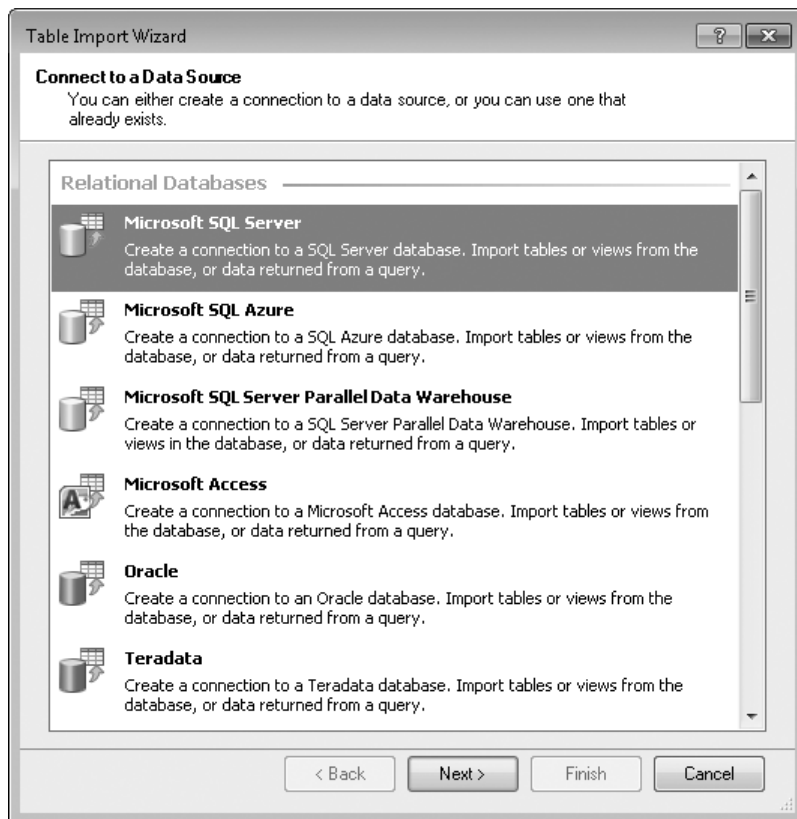 Table Import Wizard
?
Connect to a Data Source
You can either create a connection to a data source, or you can use one that
already exists.
Relational Databases
Microsoft SQL Server
Create a connection to a SQL Server database. Import tables or views from the
database, or data returned from a query.
Microsoft SQL Azure
Create a connection to a SQL Azure database. Import tables or views from the
database, or data returned from a query.
Microsoft SQL Server Parallel Data Warehouse
Create a connection to a SQL Server Parallel Data Warehouse. Import tables or
views in the database, or data returned from a query.
Microsoft Access
Create a connection to a Microsoft Access database. Import tables or views from
the database, or data returned from a query.
Oracle
Create a connection to an Oracle database. Import tables or views from the
database, or data returned from a query.
Teradata
Create a connection to a Teradata database. Import tables or views from the
database, or data returned from a query.
< Back Next > Finish Cancel